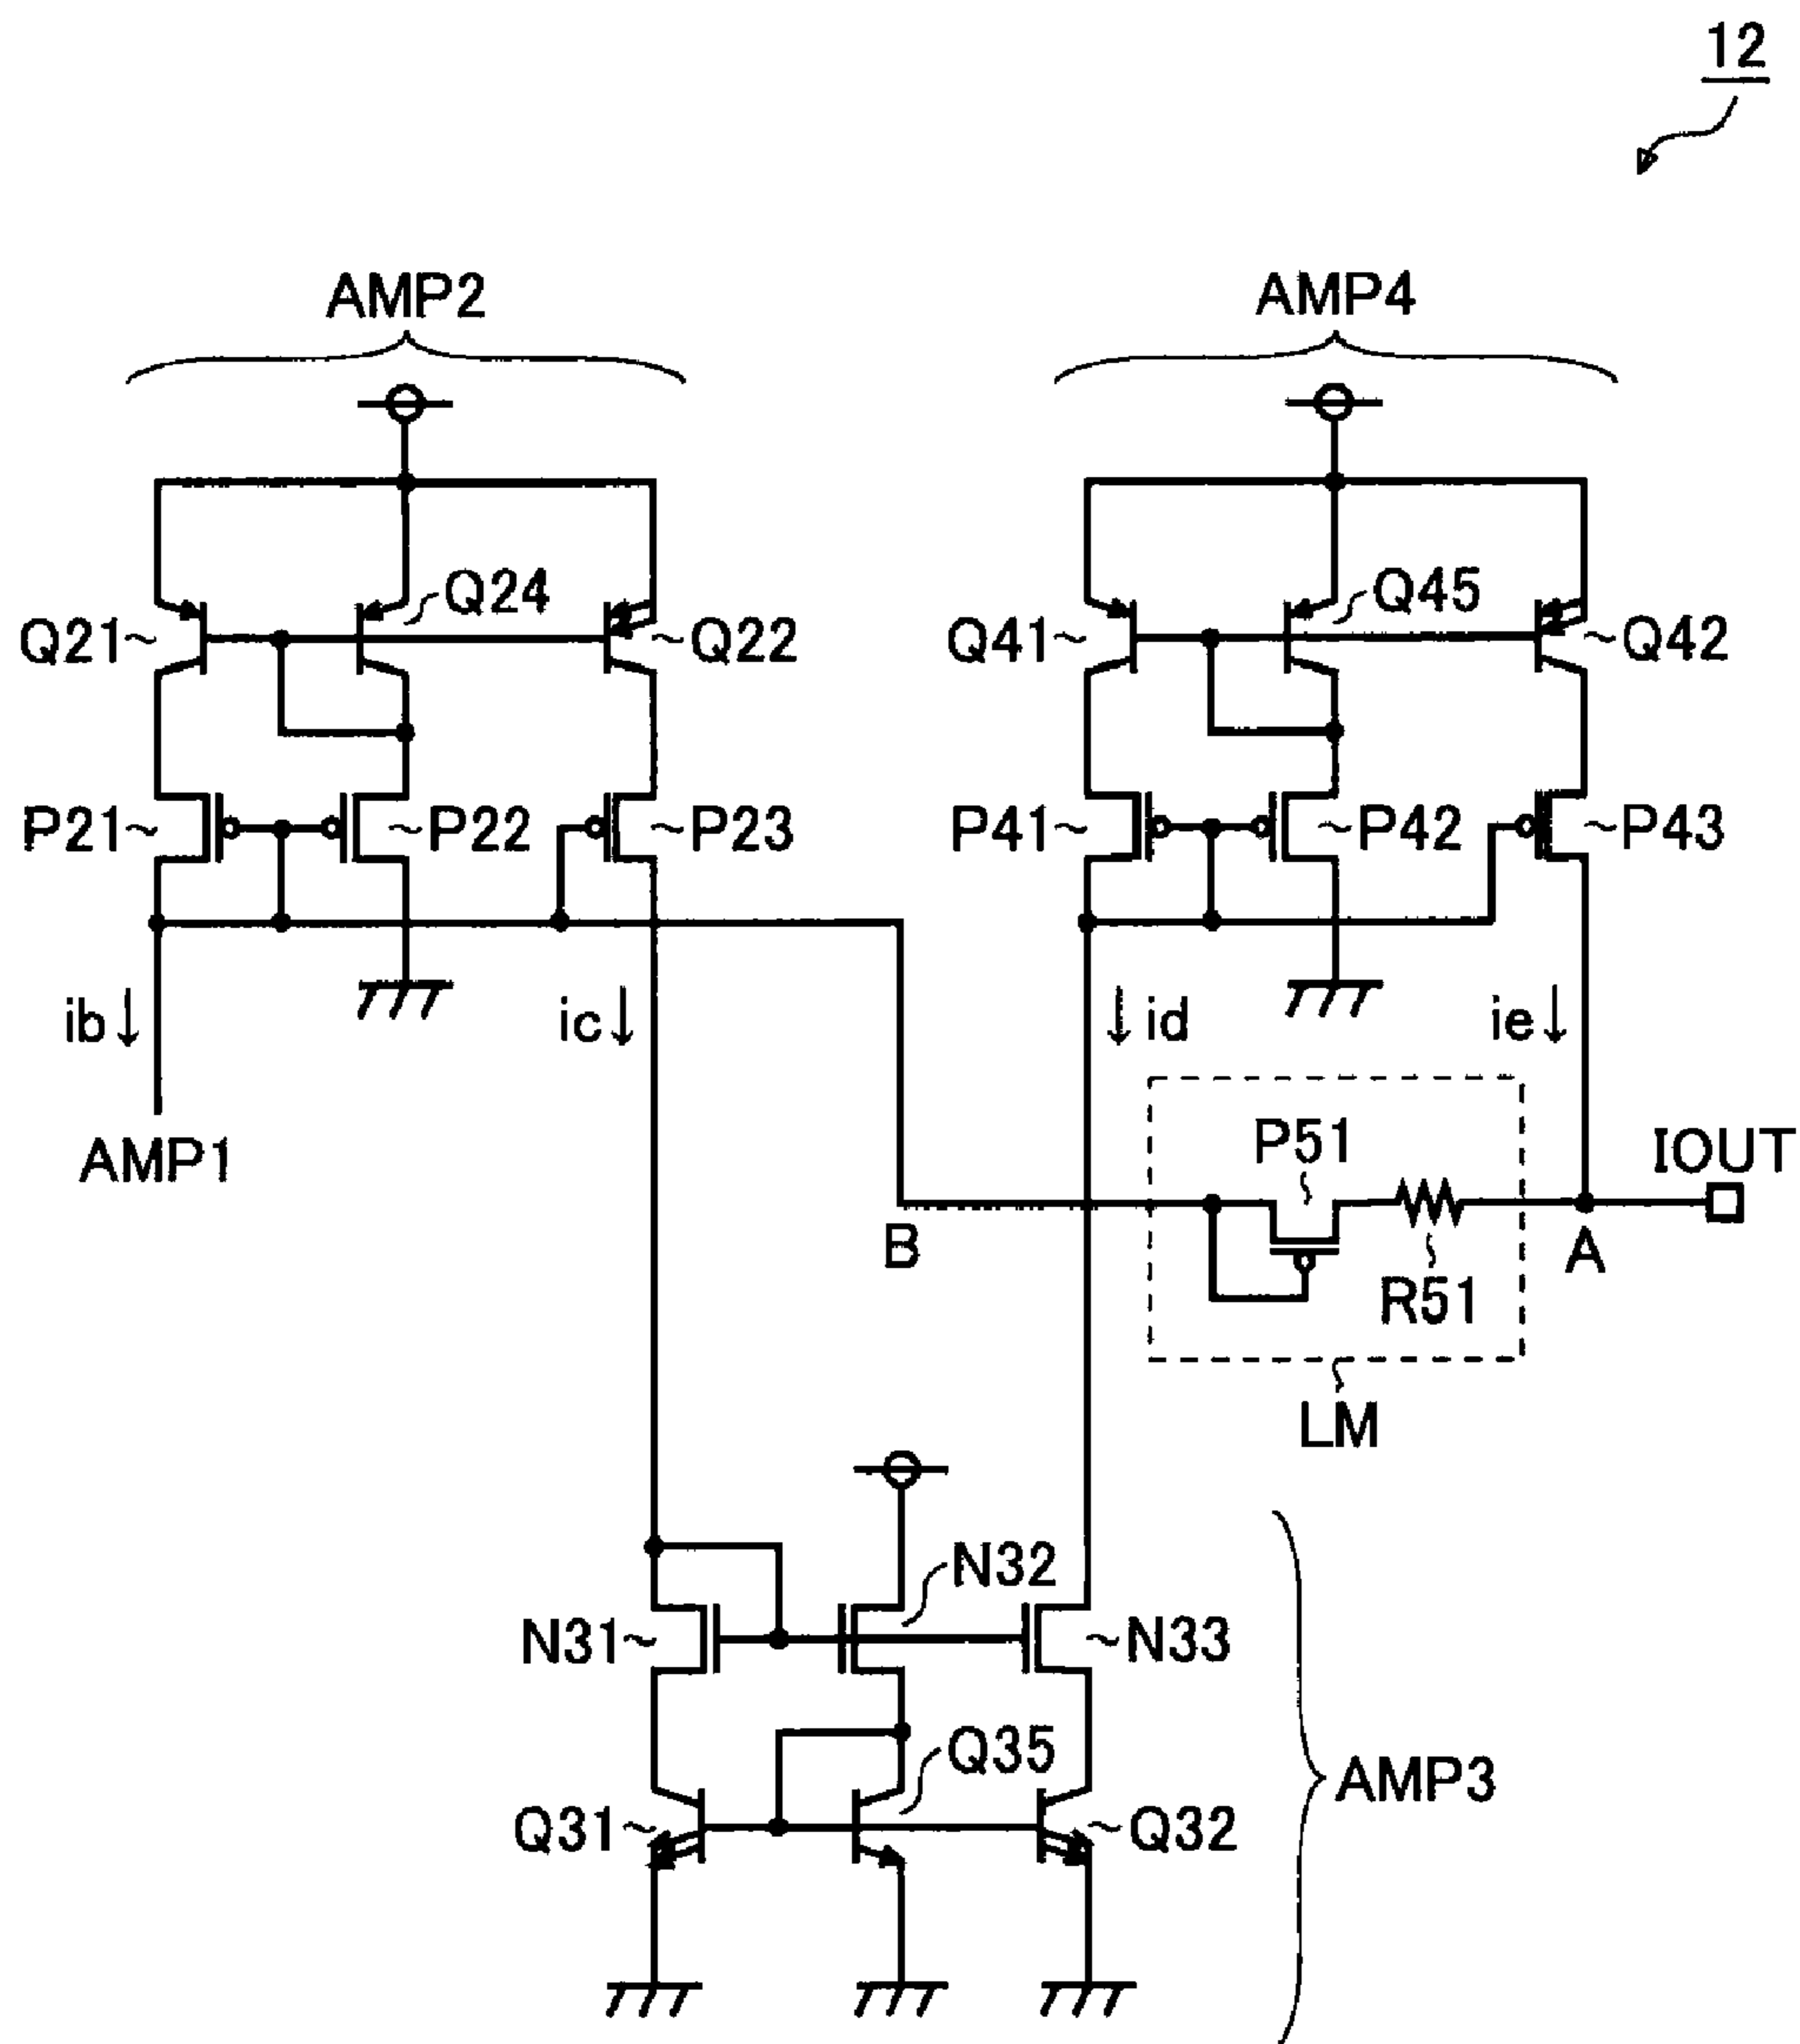 12
AMP2
AMP4
Q21
Q24
Q22
Q41
Q45
Q42
P21
P22
P23
P41
P42
P43
ib↓
ic↓
↓id
ie↓
AMP1
P51
IOUT
B
A
R51
LM
N32
N31
N33
Q35
AMP3
Q31
Q32